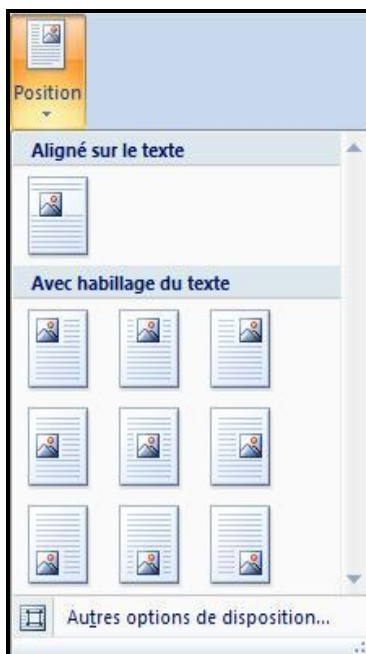 Position
Aligné sur le texte
Avec habillage du texte
Autres options de disposition...